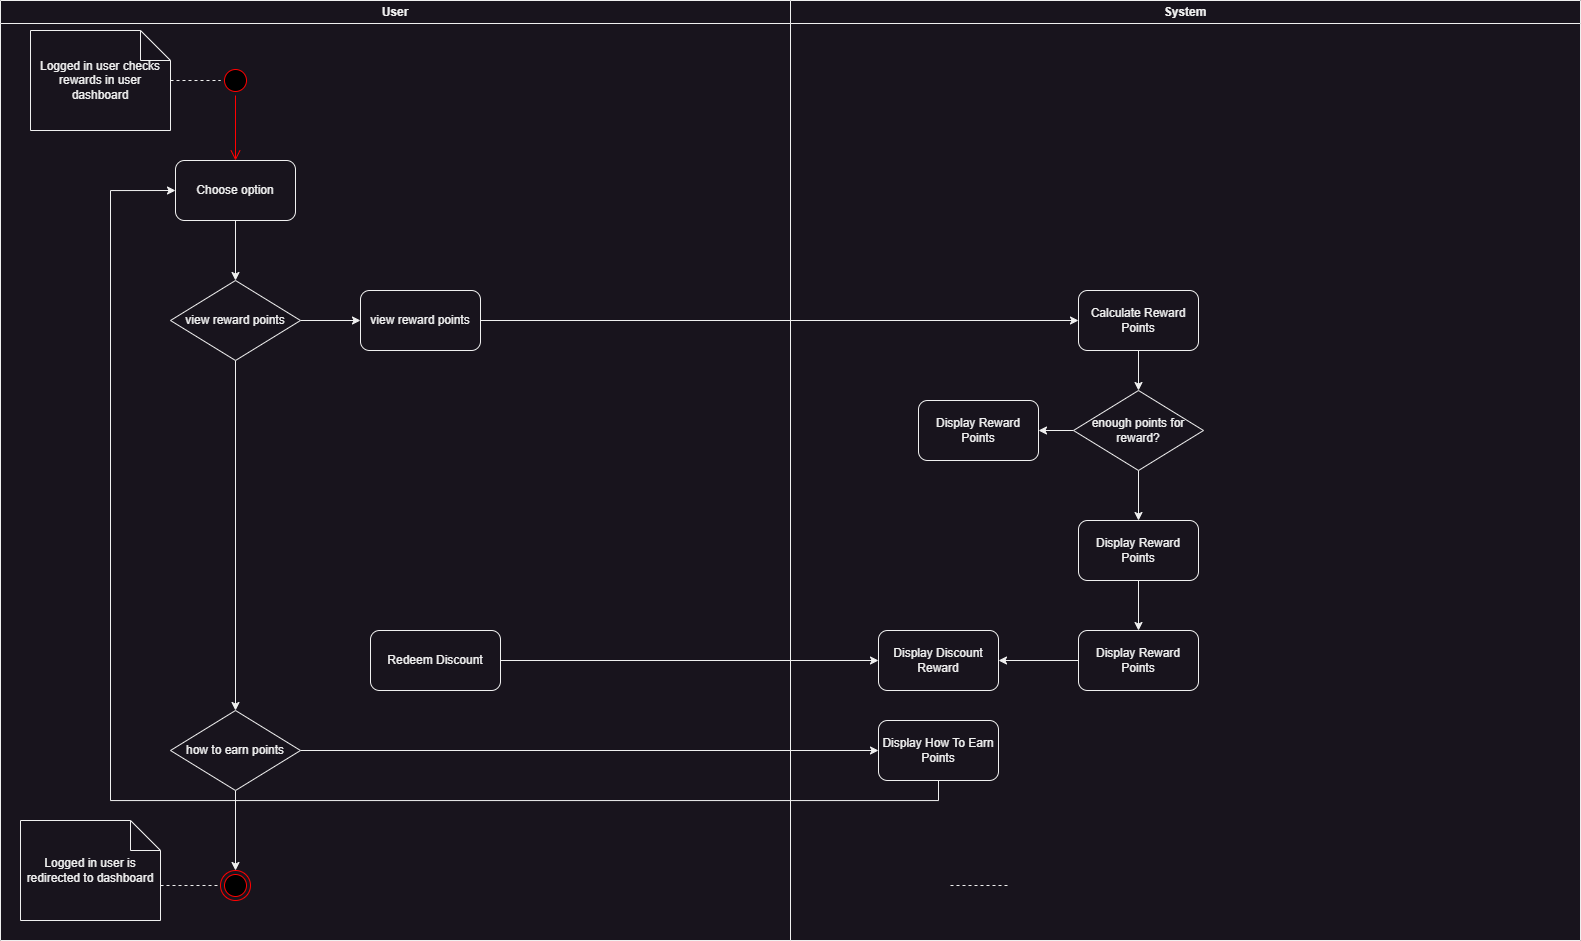 User
System
Logged in user checks
rewards in user
dashboard
Choose option
view reward points
view reward points
Calculate Reward
Points
Display Reward
Points
enough points for
reward?
Display Reward
Points
Redeem Discount
Display Discount
Reward
Display Reward
Points
how to earn points
Display How To Earn
Points
Logged in user is
redirected to dashboard